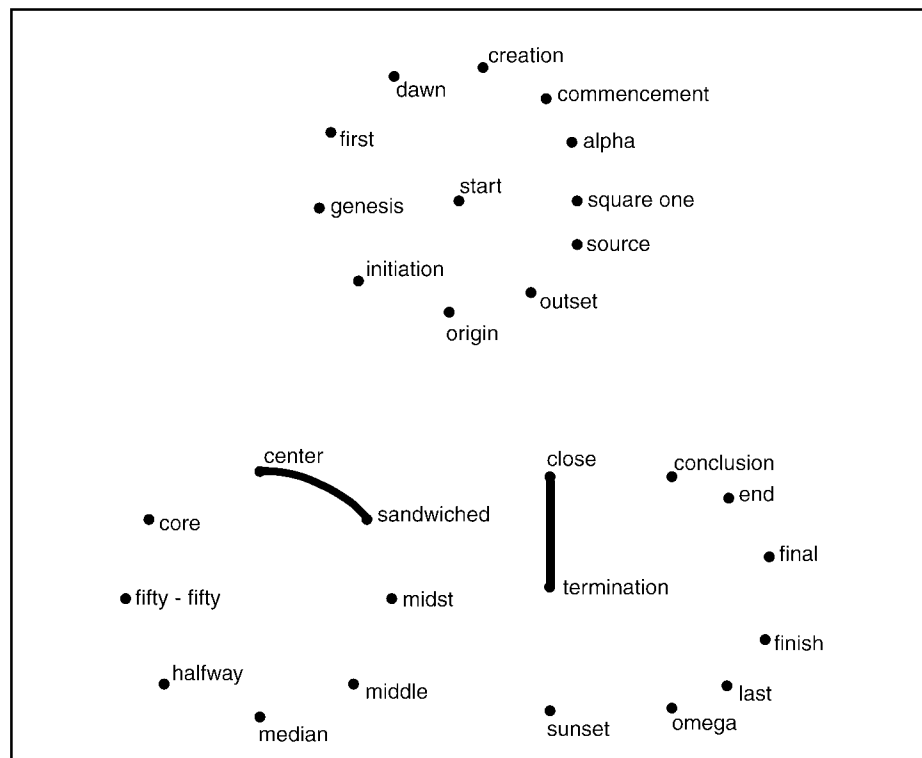 creation
dawn
commencement
first
alpha
start
genesis
square one
source
initiation
outset
origin
center
close
conclusion
end
sandwiched
core
final
termination
fifty - fifty
midst
finish
halfway
middle
last
median
sunset
omega